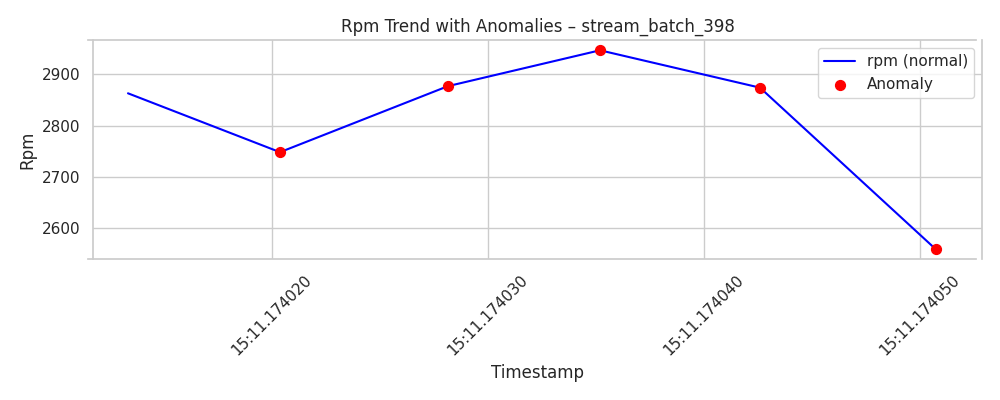 Rpm Trend with Anomalies – stream_batch_398
rpm (normal)
Anomaly
Rpm
2900
2800
2700
2600
15:11.174020
15:11.174030
15:11.174040
15:11.174050
Timestamp